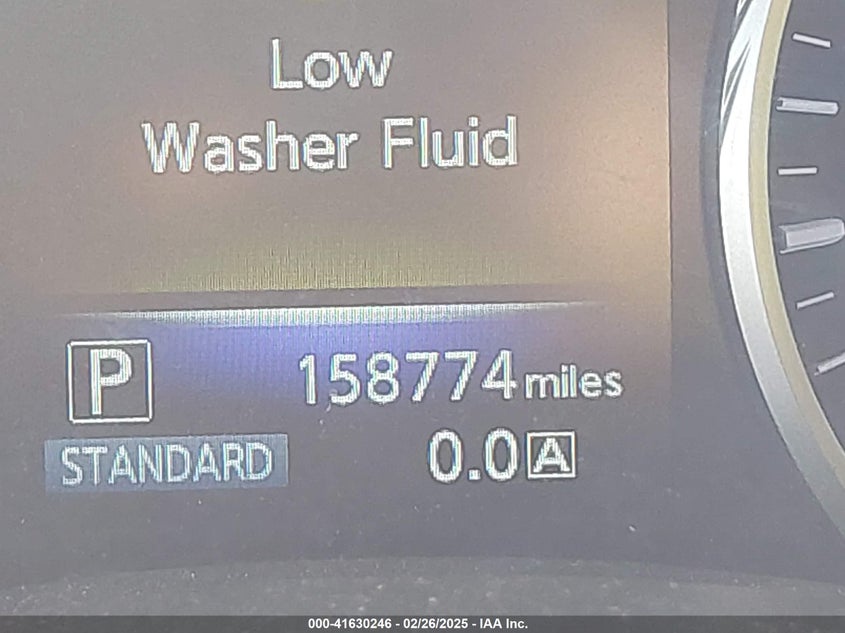 Low
Washer Fluid
P 158774 miles
STANDARD 0.0 A
000-41630246 - 02/26/2025 - IAA Inc.